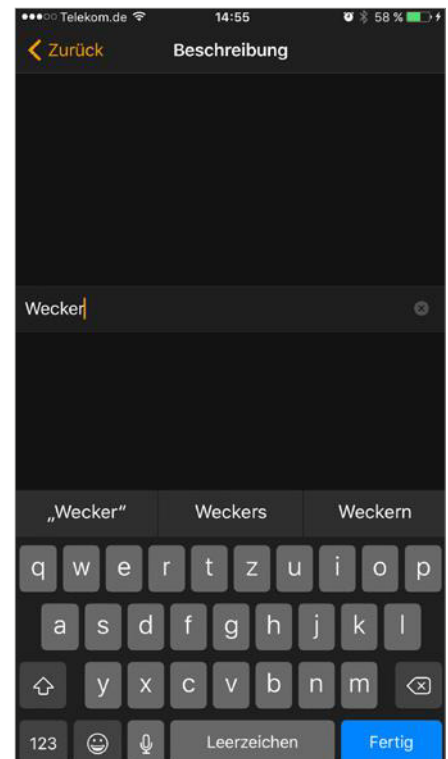 Telekom.de 14:55 58 %
Zurück Beschreibung
Wecker
„Wecker“ Weckers Weckern
q w e r t z u i o p
a s d f g h j k l
y x c v b n m
123 Leerzeichen Fertig